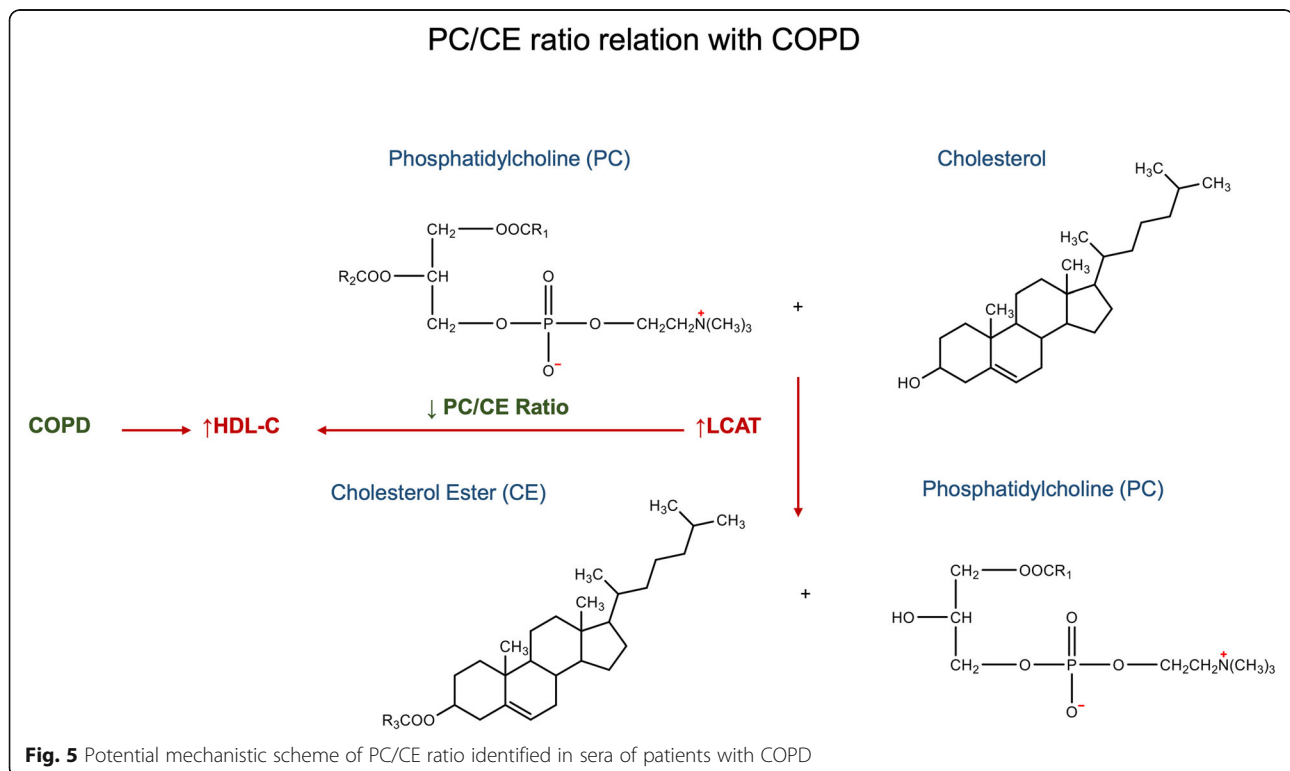 PC/CE ratio relation with COPD
Phosphatidylcholine (PC)
Cholesterol
CH₂
OOCR₁
R₂COO
CH
O
CH₂
O
P
O
CH₂CH₂N(CH₃)₃
+
O⁻
+
H₃C
CH₃
H₃C
CH₃
CH₃
HO
COPD
↑HDL-C
↓ PC/CE Ratio
↑LCAT
Cholesterol Ester (CE)
Phosphatidylcholine (PC)
H₃C
CH₃
H₃C
CH₃
CH₃
R₃COO
+
CH₂
OOCR₁
HO
CH
O
CH₂
O
P
O
CH₂CH₂N(CH₃)₃
+
O⁻
Fig. 5 Potential mechanistic scheme of PC/CE ratio identified in sera of patients with COPD